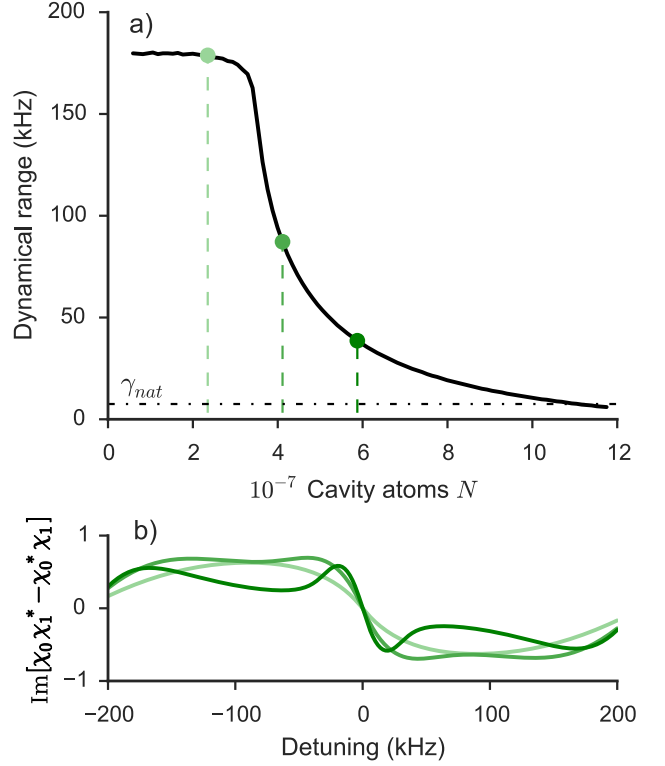 a)
Dynamical range (kHz)
200
150
100
50
0
γnat
0 2 4 6 8 10 12
10⁻⁷ Cavity atoms N
b)
Im[χ₀χ₁* −χ₀* χ₁]
1
0
−1
−200 −100 0 100 200
Detuning (kHz)